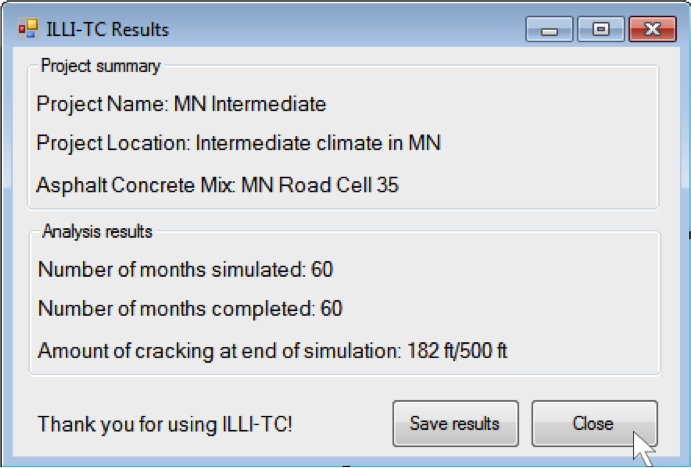 ILLI-TC Results
Project summary
Project Name: MN Intermediate
Project Location: Intermediate climate in MN
Asphalt Concrete Mix: MN Road Cell 35
Analysis results
Number of months simulated: 60
Number of months completed: 60
Amount of cracking at end of simulation: 182 ft/500 ft
Thank you for using ILLI-TC! Save results Close